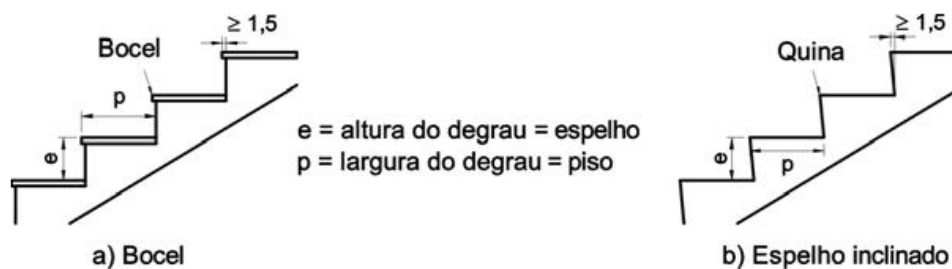 ≥ 1,5
Bocel
p
e
a) Bocel
e = altura do degrau = espelho
p = largura do degrau = piso
≥ 1,5
Quina
e
p
b) Espelho inclinado